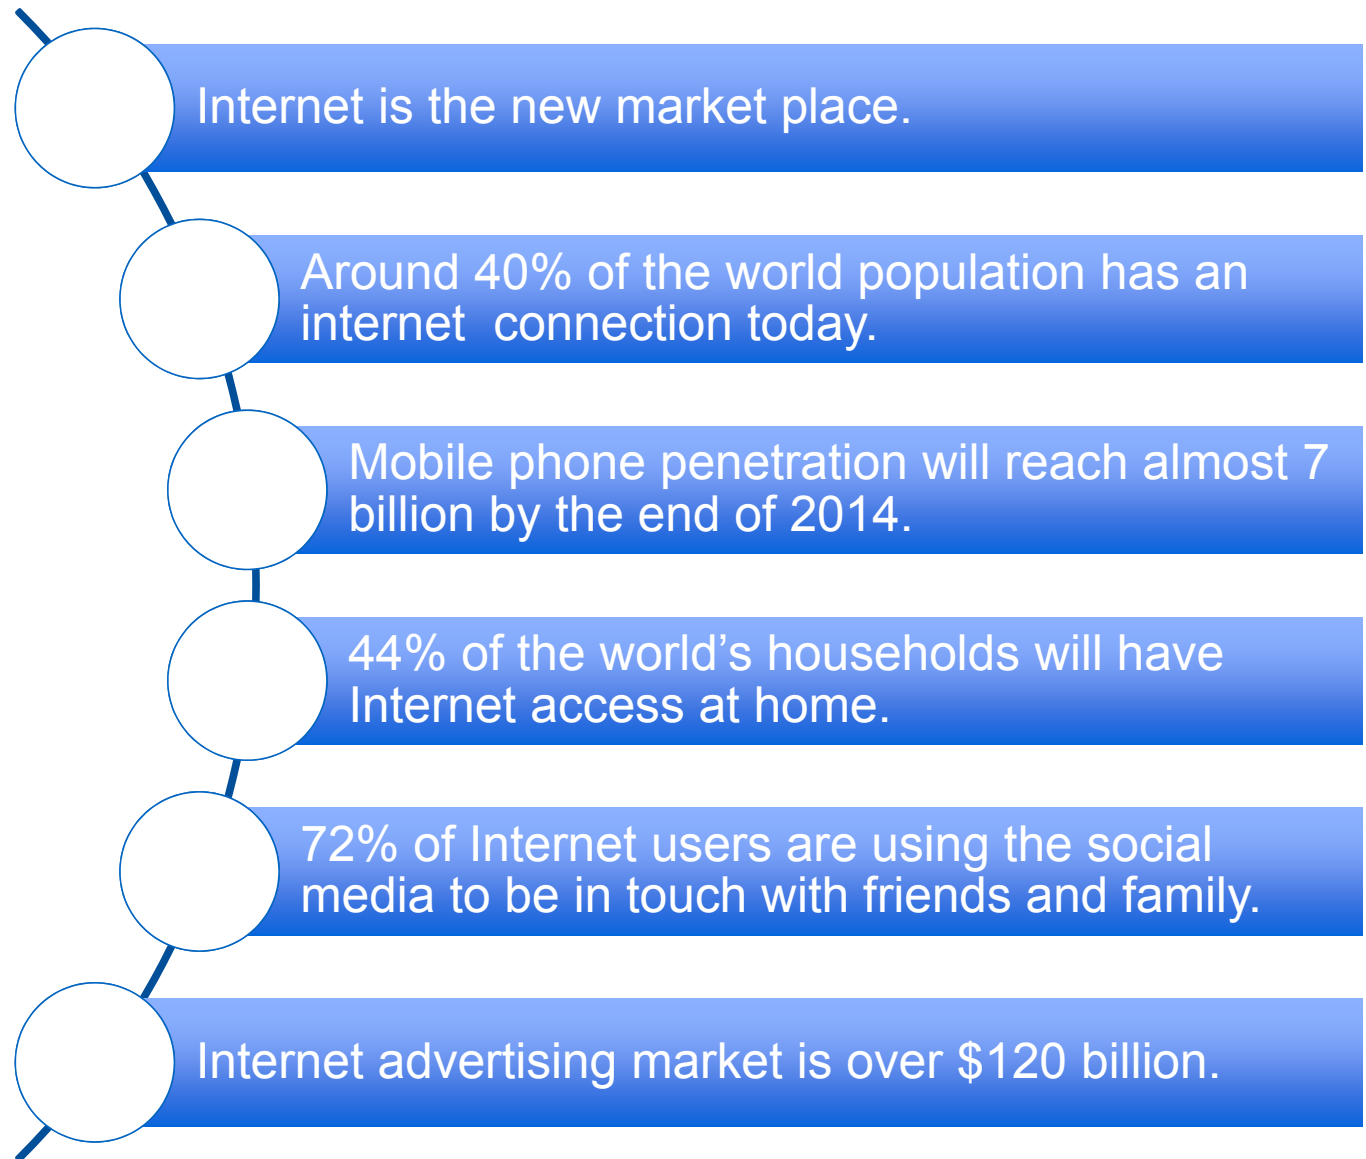 Internet is the new market place.
Around 40% of the world population has an
internet  connection today.
Mobile phone penetration will reach almost 7
billion by the end of 2014.
44% of the world’s households will have
Internet access at home.
72% of Internet users are using the social
media to be in touch with friends and family.
Internet advertising market is over $120 billion.